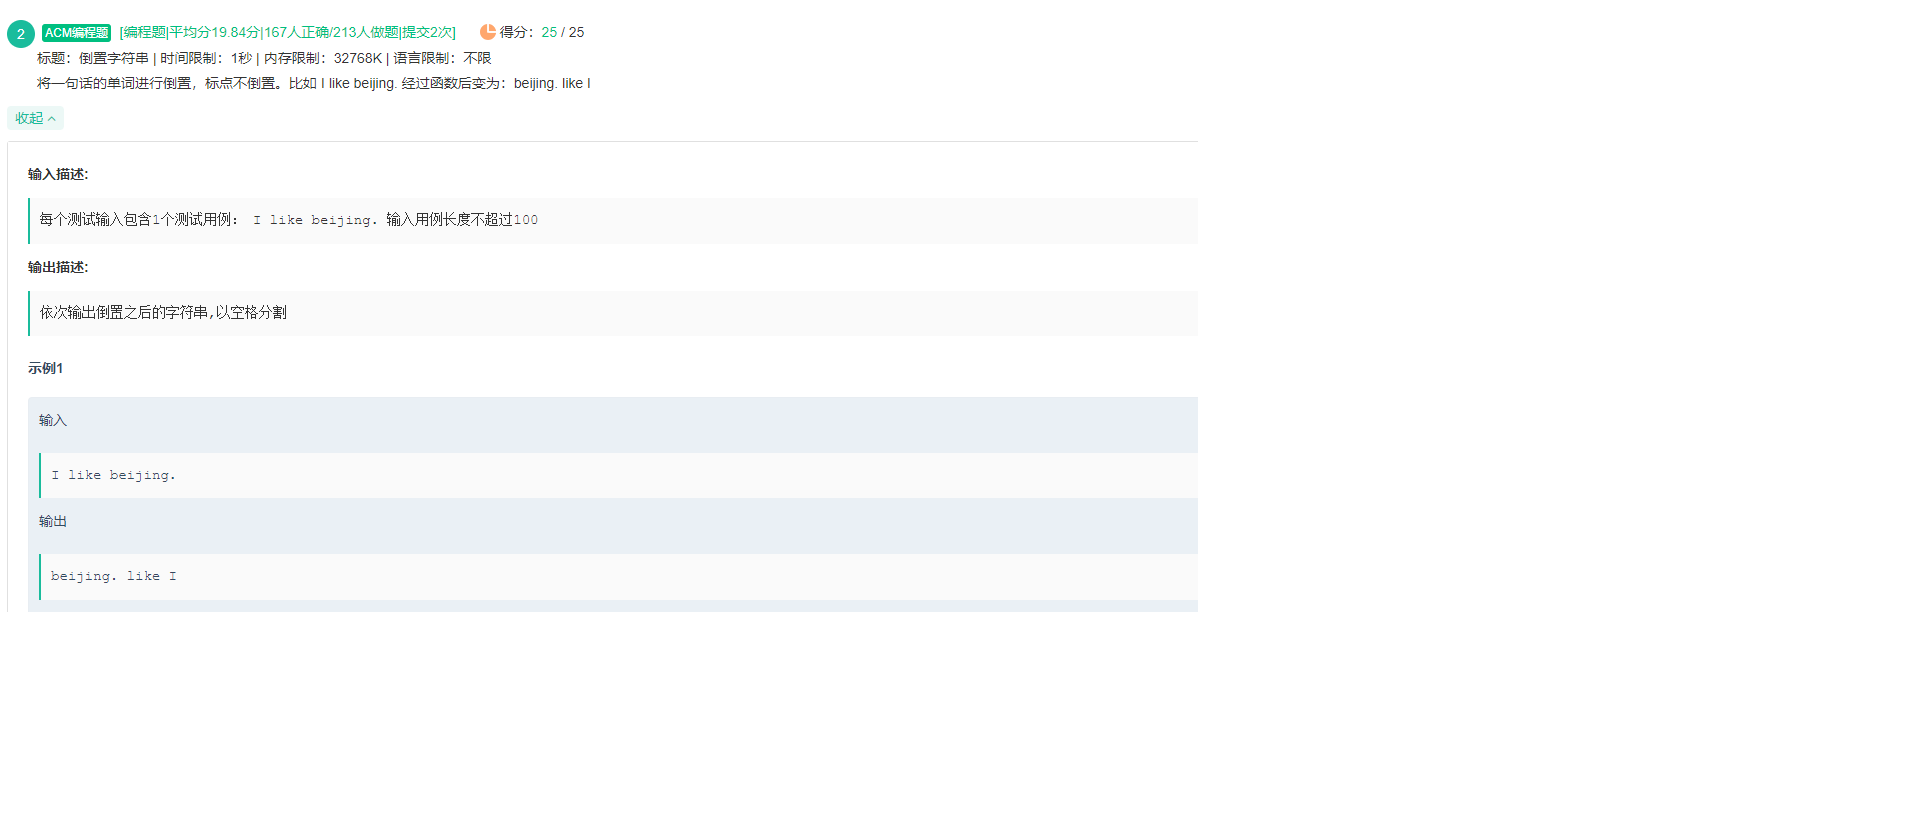 2 ACM编程题 [编程题|平均分19.84分|167人正确/213人做题|提交2次] 得分：25 / 25
标题：倒置字符串 | 时间限制：1秒 | 内存限制：32768K | 语言限制：不限
将一句话的单词进行倒置，标点不倒置。比如 I like beijing. 经过函数后变为：beijing. like I
收起
输入描述:
每个测试输入包含1个测试用例： I like beijing. 输入用例长度不超过100
输出描述:
依次输出倒置之后的字符串,以空格分割
示例1
输入
I like beijing.
输出
beijing. like I